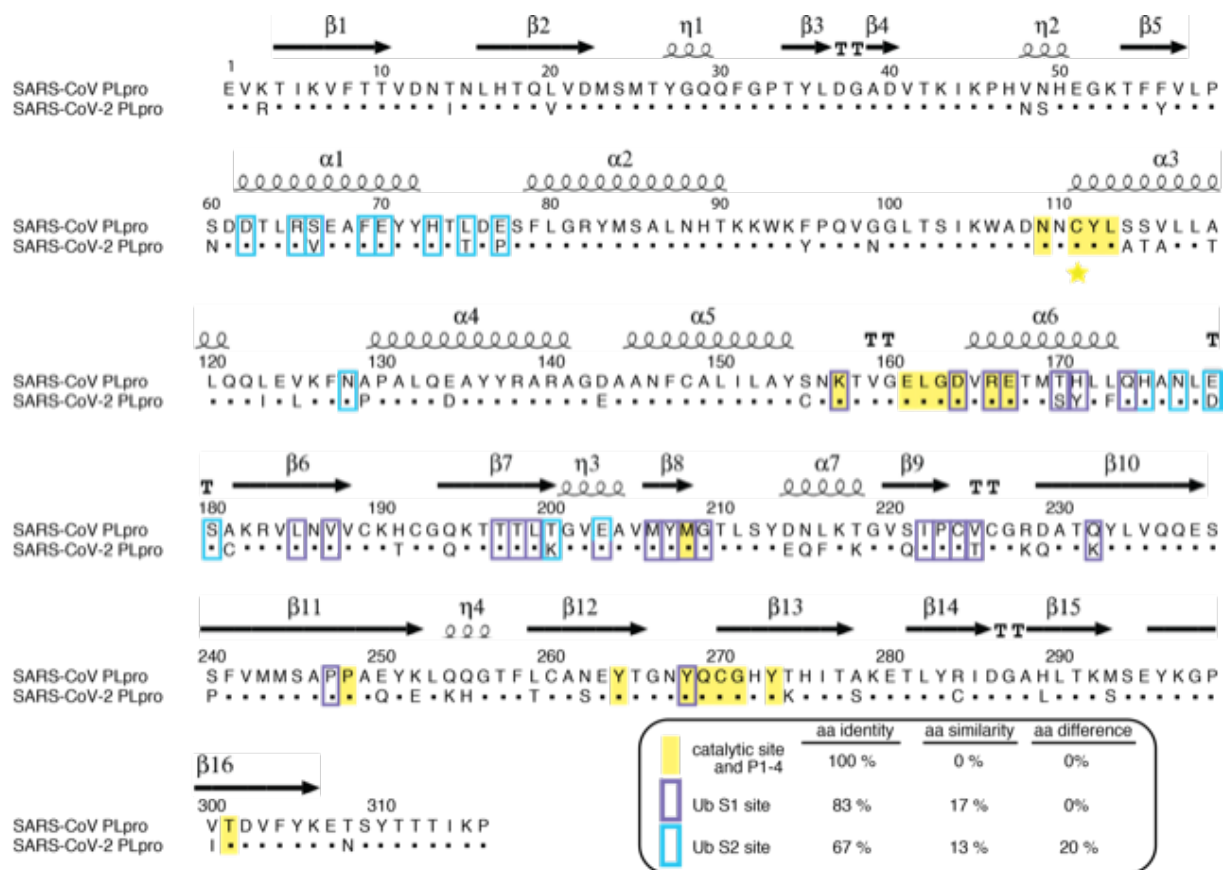 β1 β2 η1 β3 T T β4 η2 β5
1 10 20 30 40 50
SARS-CoV PLpro E V K T I K V F T T V D N T N L H T Q L V D M S M T Y G Q Q F G P T Y L D G A D V T K I K P H V N H E G K T F F V L P
SARS-CoV-2 PLpro · · R · · · · · · · · · · I · · · · · V · · · · · · · · · · · · · · · · · · · · · · · · · · · N S · · · · · · Y · · ·
α1 α2 α3
60 70 80 90 100 110
SARS-CoV PLpro S D D T L R S E A F E Y Y H T L D E S F L G R Y M S A L N H T K K W K F P Q V G G L T S I K W A D N N C Y L S S V L L A
SARS-CoV-2 PLpro N · · · · · V · · · · · · · · T · P · · · · · · · · · · · · · · · · · Y · · · N · · · · · · · · · · · · · · A T A · · T
α4 α5 T T α6 T
120 130 140 150 160 170
SARS-CoV PLpro L Q Q L E V K F N A P A L Q E A Y Y R A R A G D A A N F C A L I L A Y S N K T V G E L G D V R E T M T H L L Q H A N L E
SARS-CoV-2 PLpro · · · I · L · · · P · · · · D · · · · · · · · E · · · · · · · · · · · C · · · · · · · · · · · · · · S Y · F · · · · · D
T β6 β7 η3 β8 α7 β9 T T β10
180 190 200 210 220 230
SARS-CoV PLpro S A K R V L N V V C K H C G Q K T T T L T G V E A V M Y M G T L S Y D N L K T G V S T P C V C G R D A T Q Y L V Q Q E S
SARS-CoV-2 PLpro · C · · · · · · · · · T · · · Q · · · · K · · · · · · · · · · · · · E Q F · K · · Q · · · T · · K Q · · K · · · · · · ·
β11 η4 β12 β13 β14 T T β15
240 250 260 270 280 290
SARS-CoV PLpro S F V M M S A P P A E Y K L Q Q G T F L C A N E Y T G N Y Q C G H Y T H I T A K E T L Y R I D G A H L T K M S E Y K G P
SARS-CoV-2 PLpro P · · · · · · · · · Q · E · K H · · · T · · S · · · · · · · · · · · K · · · S · · · · · C · · · · L · · · S · · · · · ·
β16
300 310
SARS-CoV PLpro V T D V F Y K E T S Y T T T I K P
SARS-CoV-2 PLpro I · · · · · · · N · · · · · · · ·
aa identity aa similarity aa difference
catalytic site and P1-4 100 % 0 % 0%
Ub S1 site 83 % 17 % 0%
Ub S2 site 67 % 13 % 20 %